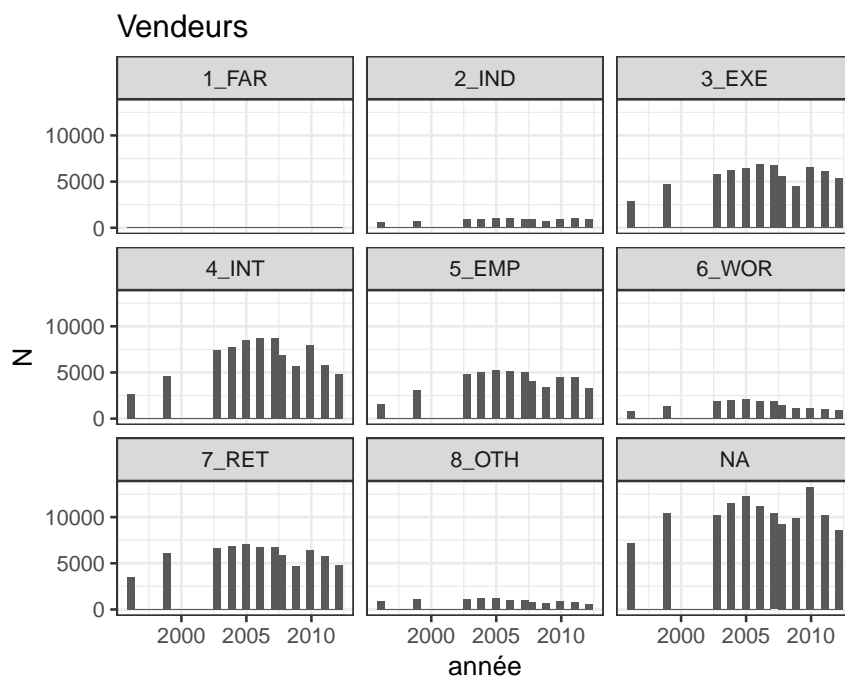 Vendeurs
1_FAR 2_IND 3_EXE
10000
5000
0
4_INT 5_EMP 6_WOR
10000
5000
0
N
7_RET 8_OTH NA
10000
5000
0
2000 2005 2010 2000 2005 2010 2000 2005 2010
année